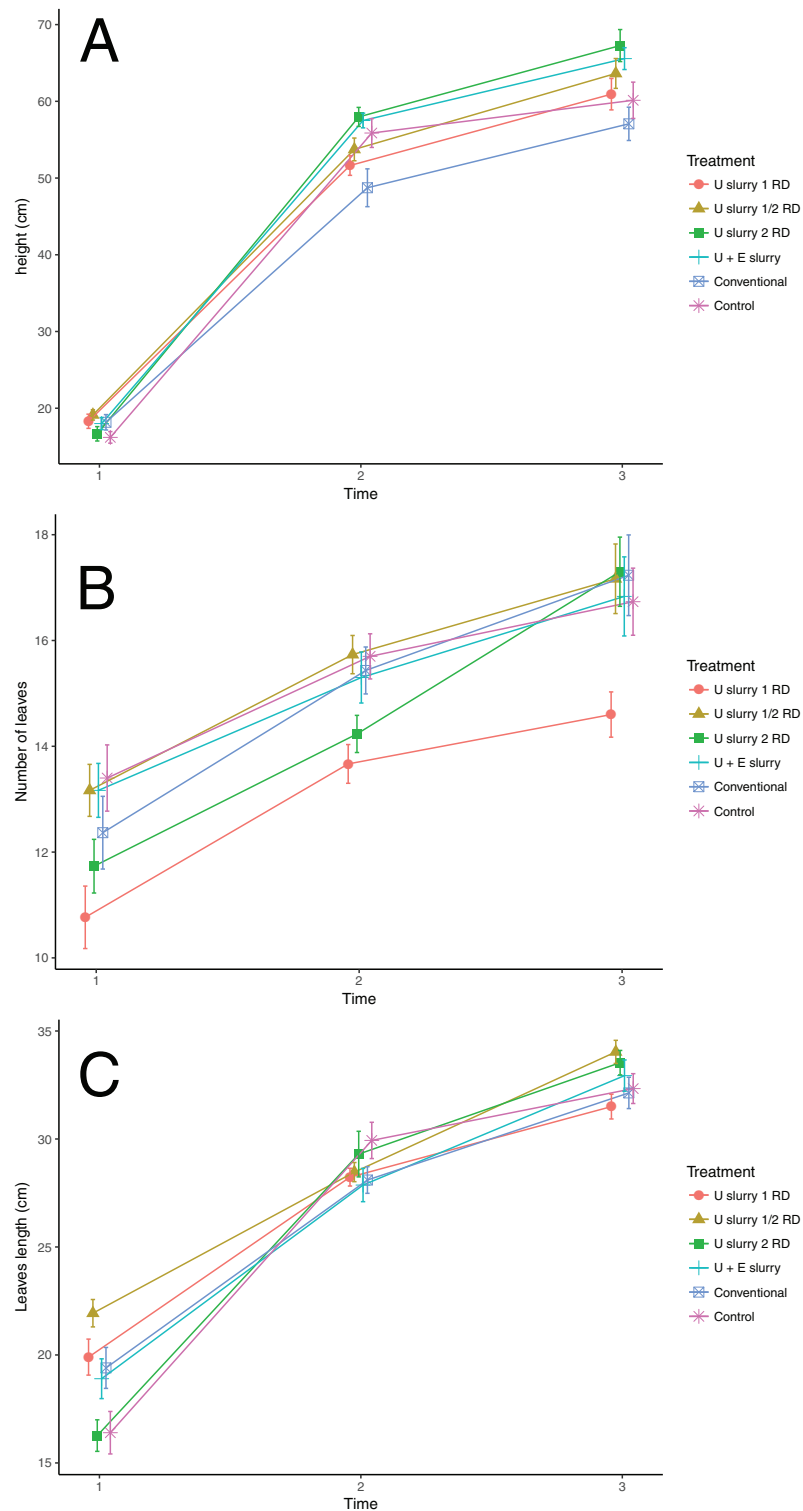 A
70
60
50
40
30
20
height (cm)
1
2
3
Time
Treatment
U slurry 1 RD
U slurry 1/2 RD
U slurry 2 RD
U + E slurry
Conventional
Control
B
18
16
14
12
10
Number of leaves
1
2
3
Time
Treatment
U slurry 1 RD
U slurry 1/2 RD
U slurry 2 RD
U + E slurry
Conventional
Control
C
35
30
25
20
15
Leaves length (cm)
1
2
3
Time
Treatment
U slurry 1 RD
U slurry 1/2 RD
U slurry 2 RD
U + E slurry
Conventional
Control